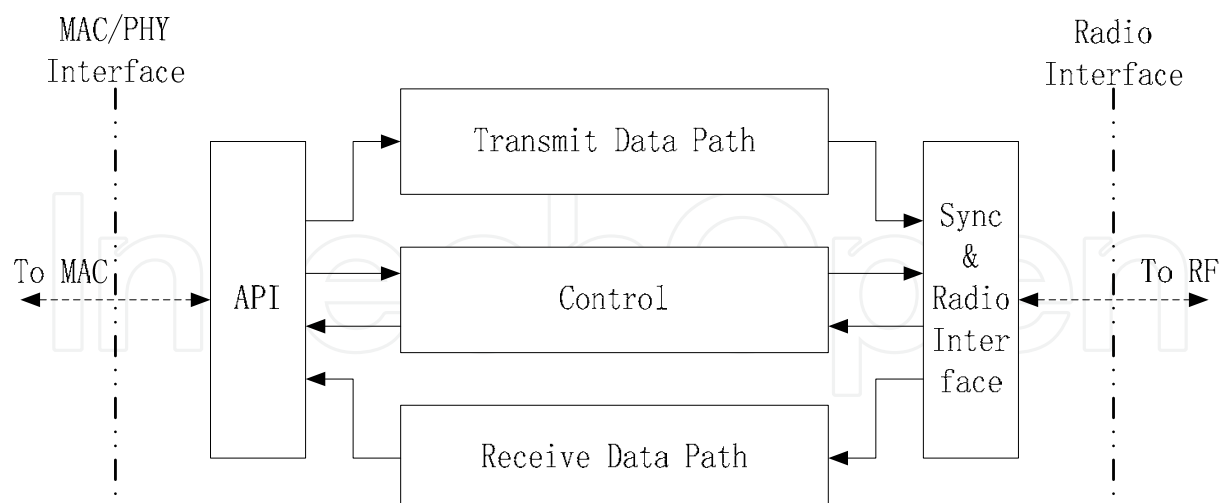 MAC/PHY
Interface
Radio
Interface
Transmit Data Path
To MAC
API
Control
Sync
&
Radio
Inter
face
To RF
Receive Data Path
IntechOpen